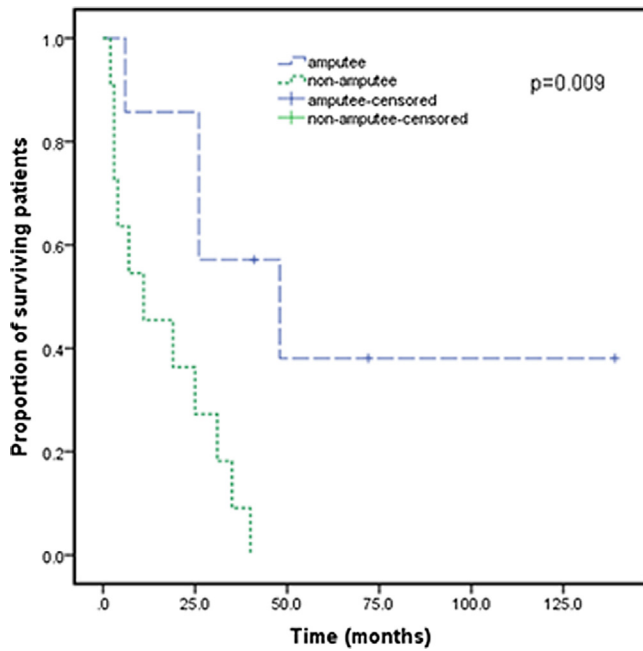 amputee
non-amputee
amputee-censored
non-amputee-censored
p=0.009
Proportion of surviving patients
1.0
0.8
0.6
0.4
0.2
0.0
.0 25.0 50.0 75.0 100.0 125.0
Time (months)